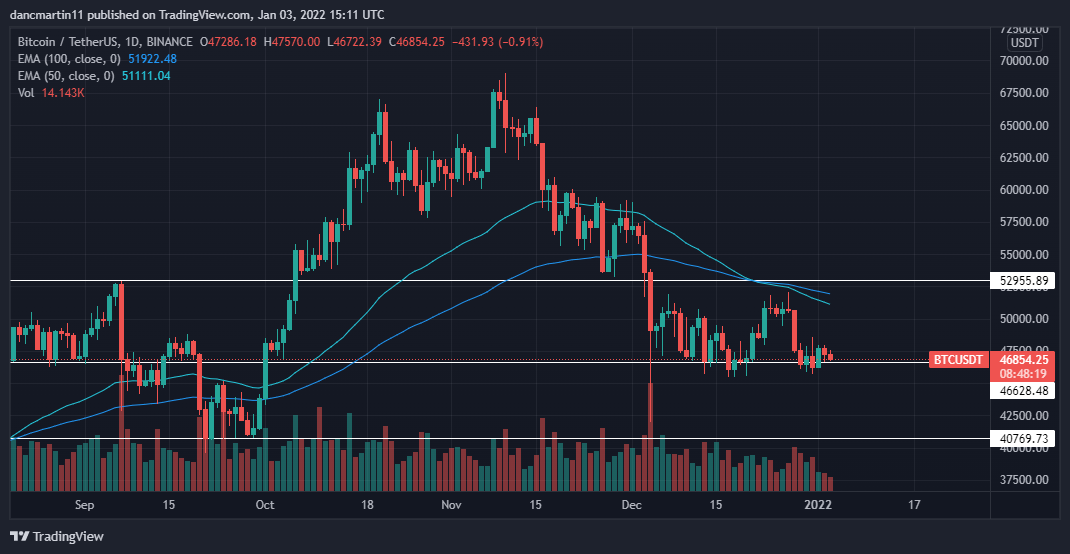 dancmartin11 published on TradingView.com, Jan 03, 2022 15:11 UTC
Bitcoin / TetherUS, 1D, BINANCE O47286.18 H47570.00 L46722.39 C46854.25 −431.93 (−0.91%)
EMA (100, close, 0) 51922.48
EMA (50, close, 0) 51111.04
Vol 14.143K
72500.00
USDT
70000.00
67500.00
65000.00
62500.00
60000.00
57500.00
55000.00
52955.89
50000.00
47500.00
BTCUSDT 46854.25
08:48:19
46628.48
42500.00
40769.73
40000.00
37500.00
Sep 15 Oct 18 Nov 15 Dec 15 2022 17
TradingView